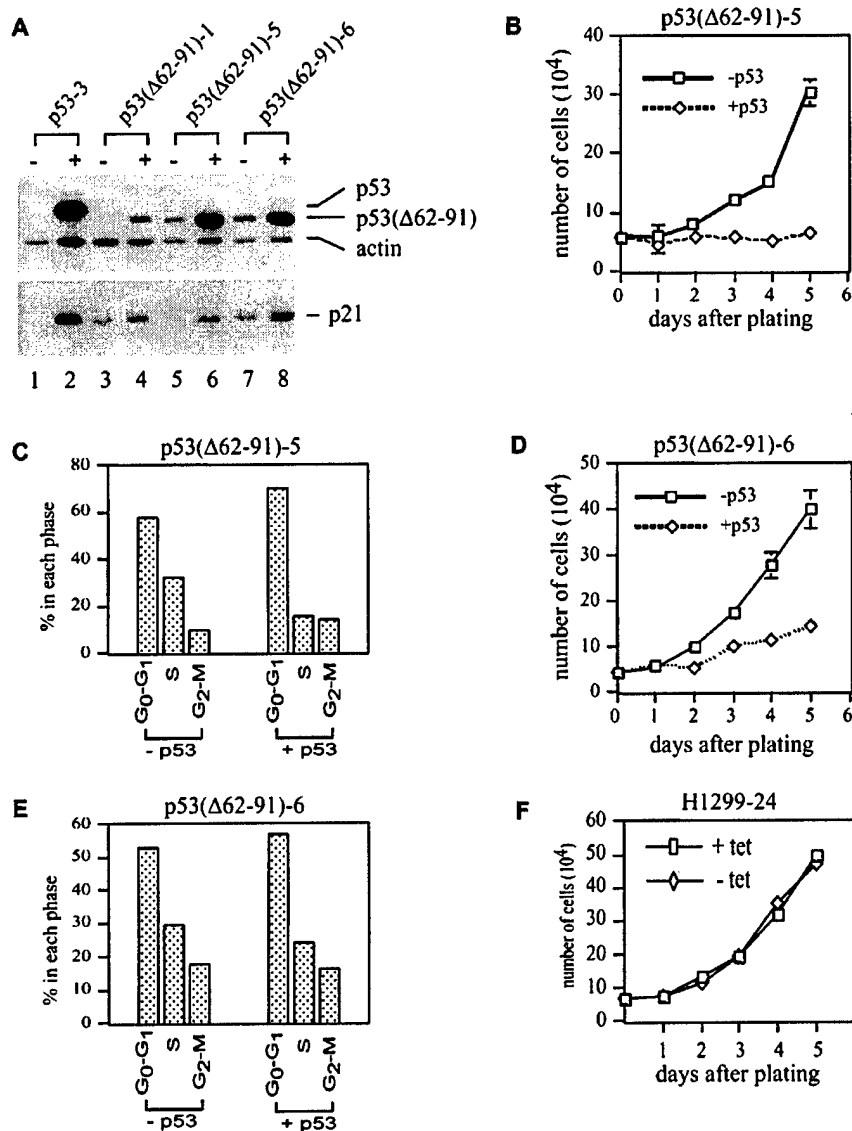 A
p53-3
p53(Δ62-91)-1
p53(Δ62-91)-5
p53(Δ62-91)-6
- + - + - + - +
p53
p53(Δ62-91)
actin
p21
1 2 3 4 5 6 7 8
B
p53(Δ62-91)-5
-p53
+p53
number of cells (10⁴)
40
30
20
10
0
0 1 2 3 4 5 6
days after plating
C
p53(Δ62-91)-5
% in each phase
80
60
40
20
0
G₀-G₁ S G₂-M G₀-G₁ S G₂-M
- p53 + p53
D
p53(Δ62-91)-6
-p53
+p53
number of cells (10⁴)
50
40
30
20
10
0
0 1 2 3 4 5 6
days after plating
E
p53(Δ62-91)-6
% in each phase
60
50
40
30
20
10
0
G₀-G₁ S G₂-M G₀-G₁ S G₂-M
- p53 + p53
F
H1299-24
+ tet
- tet
number of cells (10⁴)
60
50
40
30
20
10
0
1 2 3 4 5
days after plating